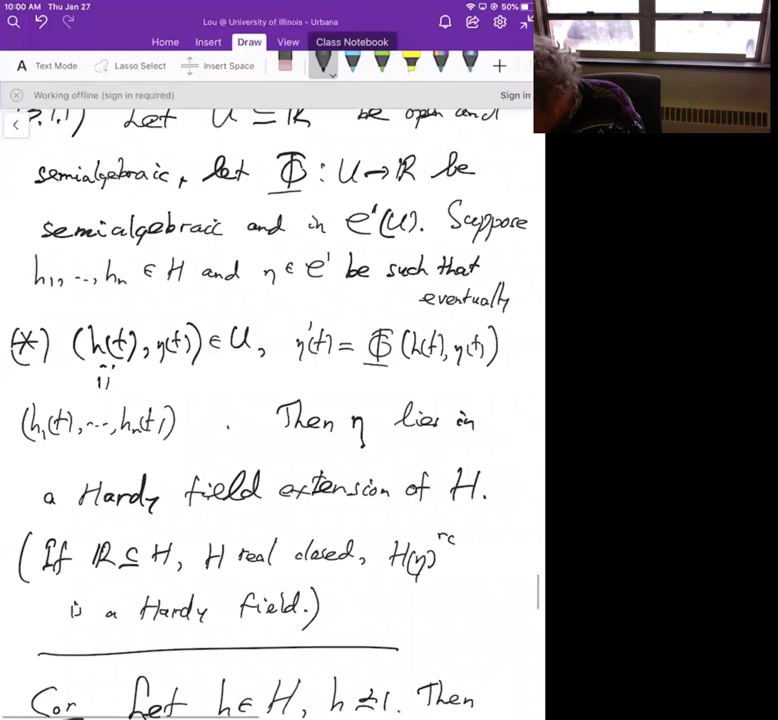 10:00 AM Thu Jan 27
50%
Lou @ University of Illinois - Urbana
Home Insert Draw View Class Notebook
A Text Mode Lasso Select Insert Space
Working offline (sign in required) Sign in
Let U ⊆ ℝ be open and
semialgebraic, let Φ : U → ℝ be
semialgebraic and in C¹(U). Suppose
h₁, ..., hₙ ∈ H and η ∈ C¹ be such that
eventually
(*) (h(t), η(t)) ∈ U, η'(t) = Φ(h(t), η(t))
(h₁(t), ..., hₙ(t)) . Then η lies in
a Hardy field extension of H.
(If ℝ ⊆ H, H real closed, H(η)ʳᶜ
is a Hardy field.)
Cor Let h ∈ H, h ≭ 1. Then